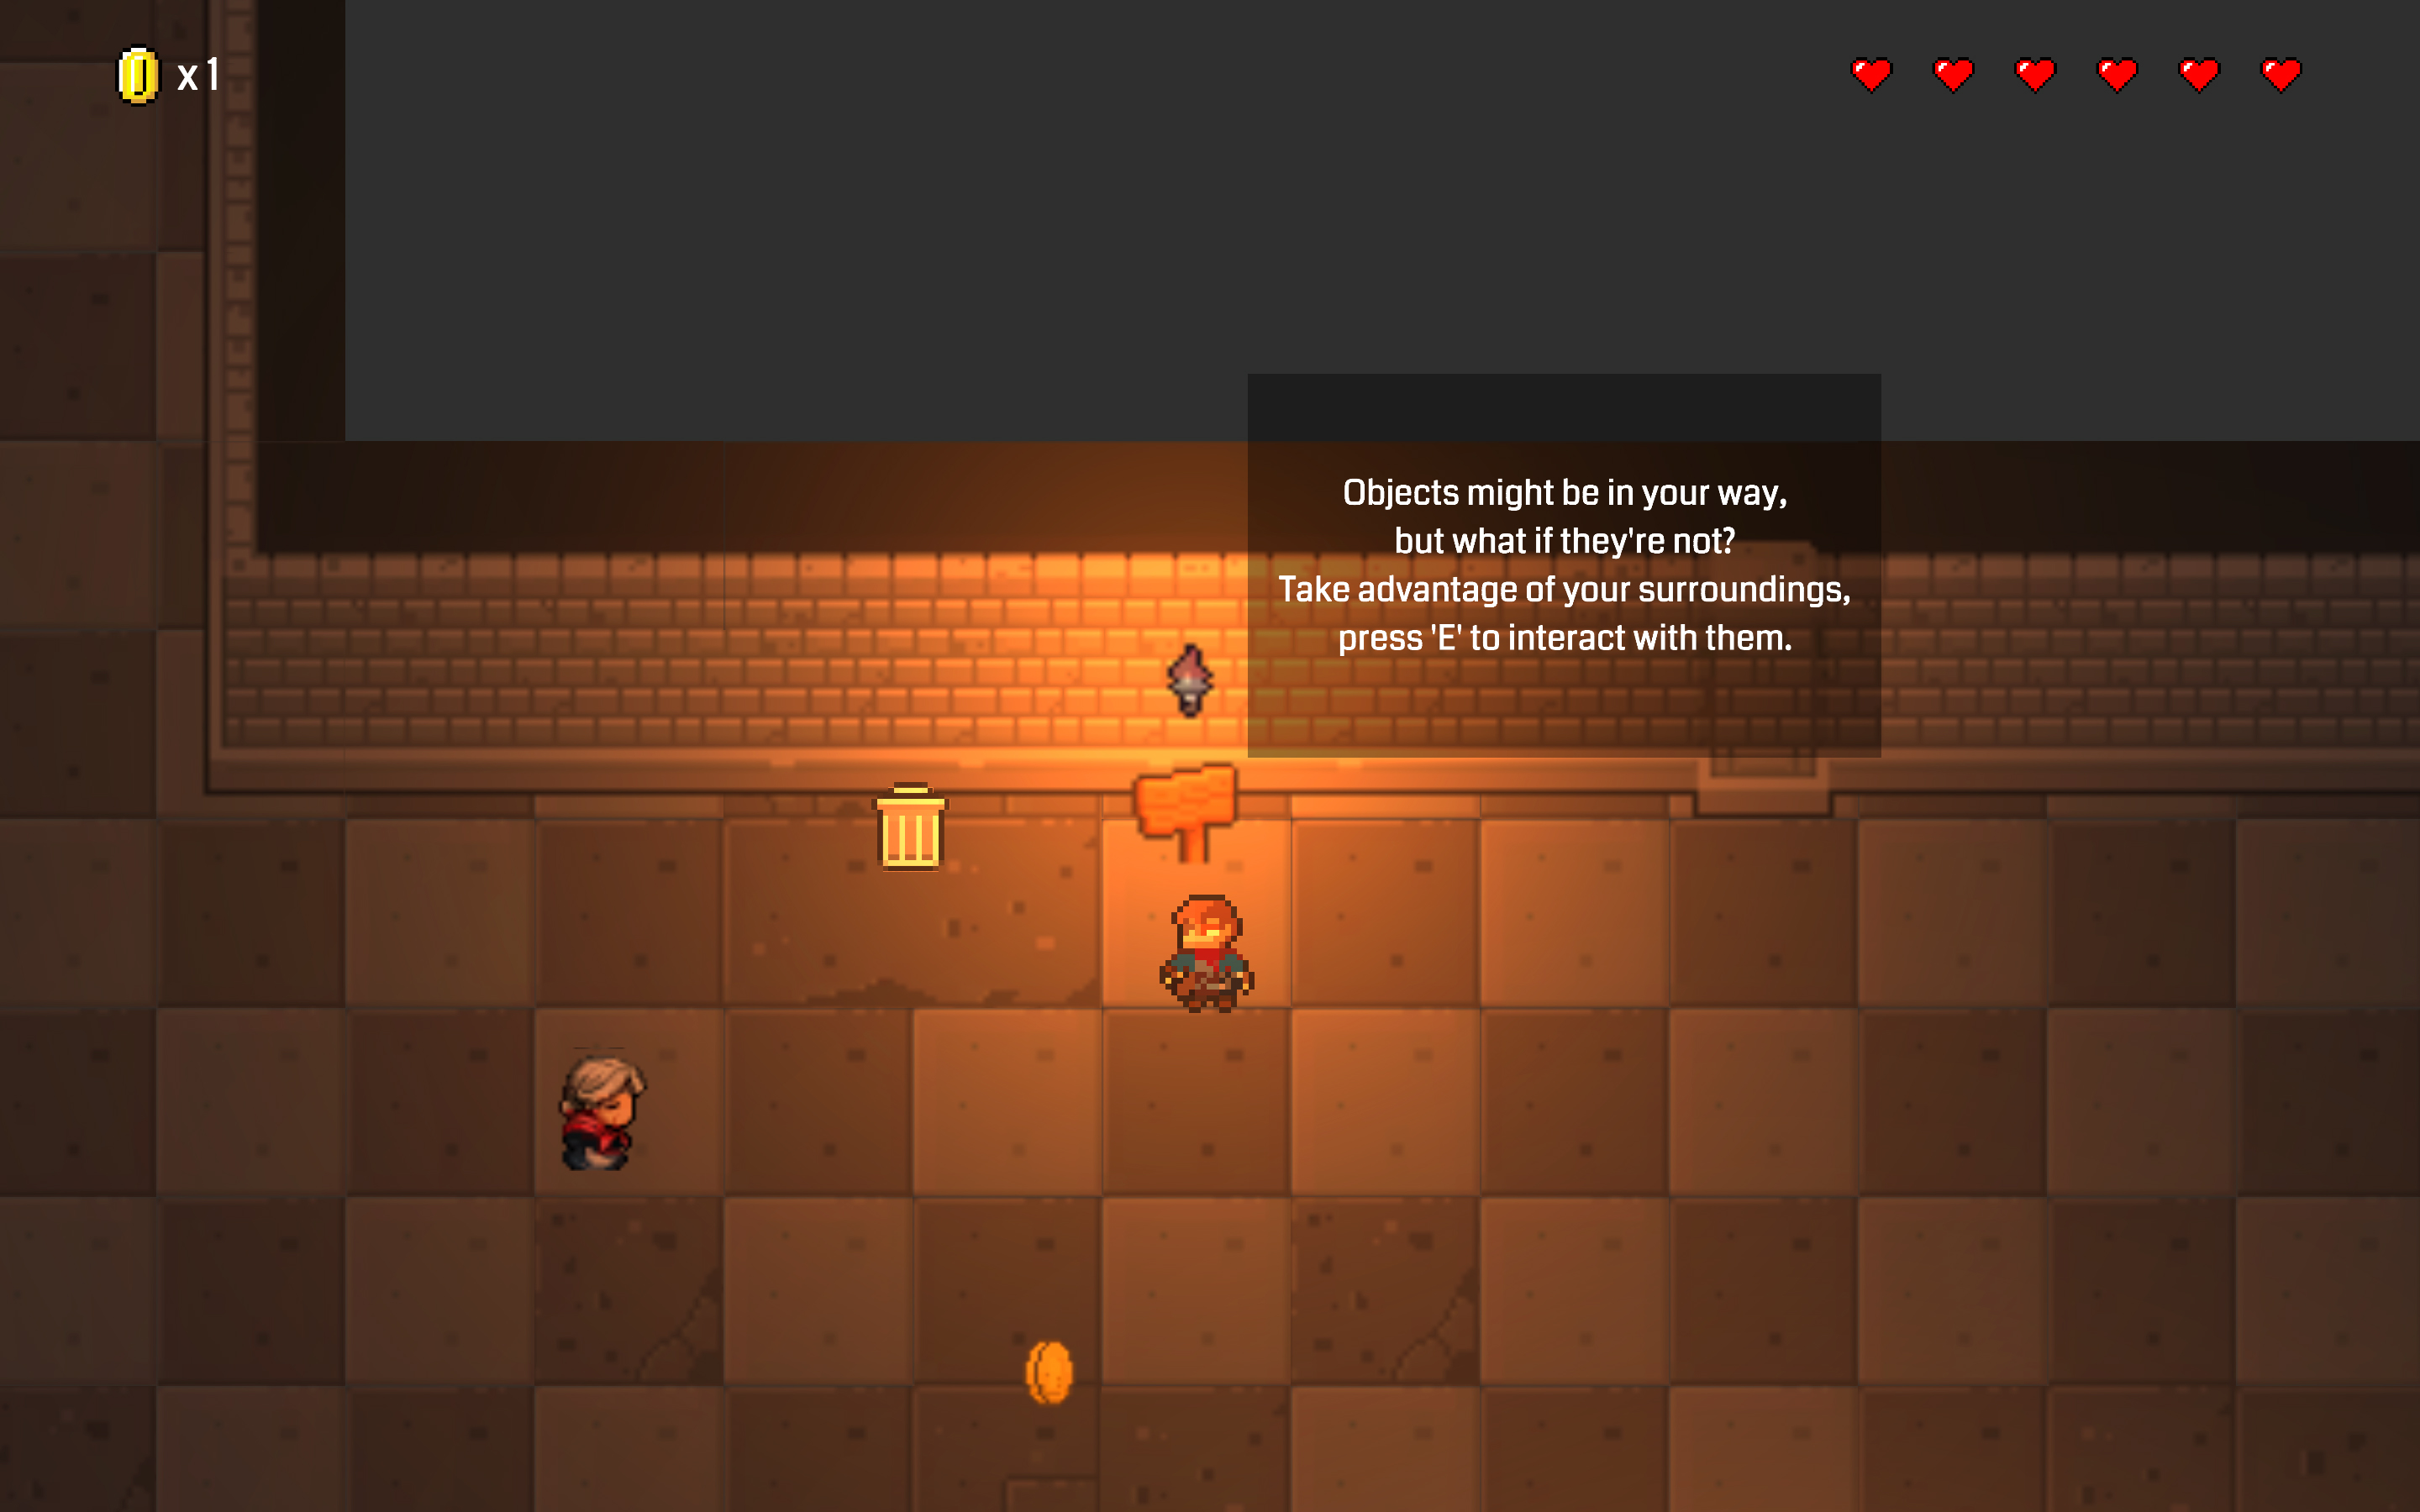 x1
Objects might be in your way,
but what if they're not?
Take advantage of your surroundings,
press 'E' to interact with them.